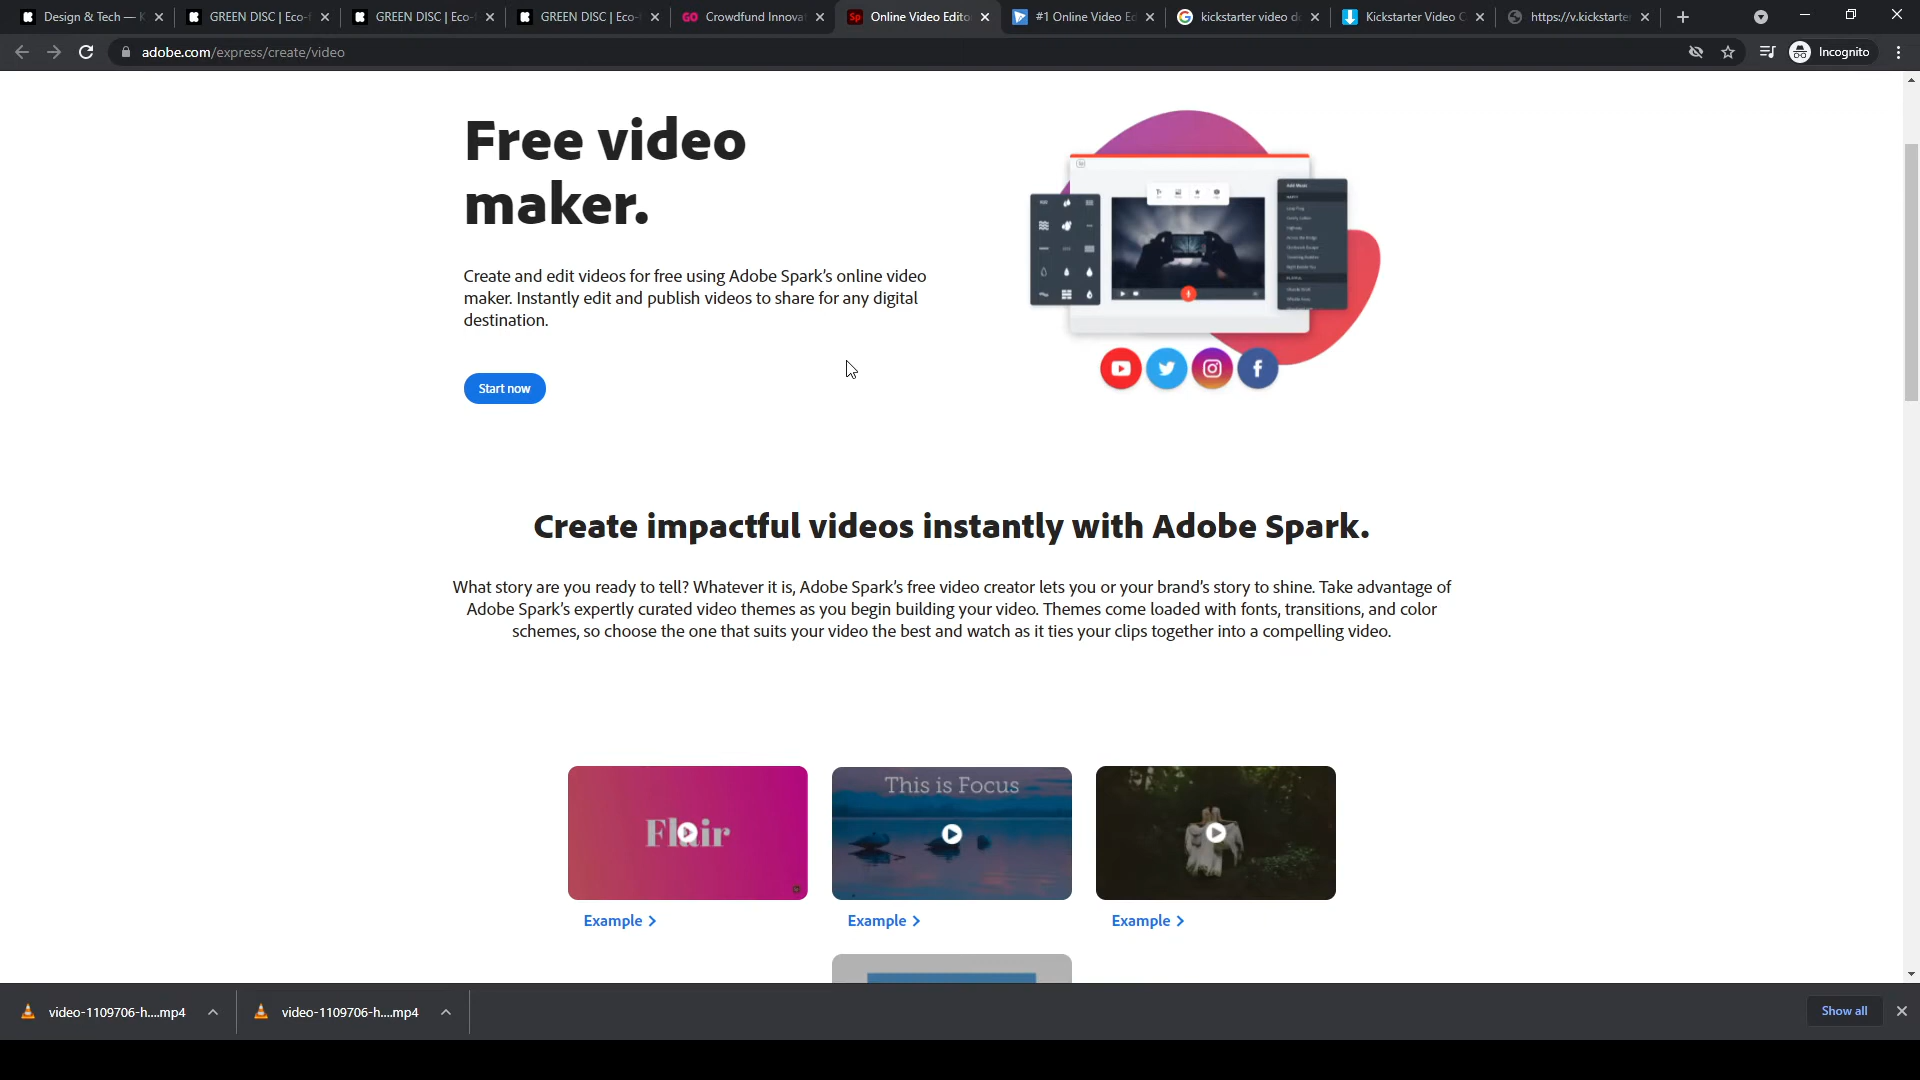 Design & Tech — K
GREEN DISC | Eco-f
GREEN DISC | Eco-f
GREEN DISC | Eco-f
GO Crowdfund Innova
Sp Online Video Edito
#1 Online Video Ed
kickstarter video d
Kickstarter Video C
https://v.kickstarte
adobe.com/express/create/video
Incognito
Free video
maker.
Create and edit videos for free using Adobe Spark's online video
maker. Instantly edit and publish videos to share for any digital
destination.
Start now
Add Music
Create impactful videos instantly with Adobe Spark.
What story are you ready to tell? Whatever it is, Adobe Spark's free video creator lets you or your brand's story to shine. Take advantage of
Adobe Spark's expertly curated video themes as you begin building your video. Themes come loaded with fonts, transitions, and color
schemes, so choose the one that suits your video the best and watch as it ties your clips together into a compelling video.
Flair
This is Focus
Example
Example
Example
video-1109706-h....mp4
video-1109706-h....mp4
Show all